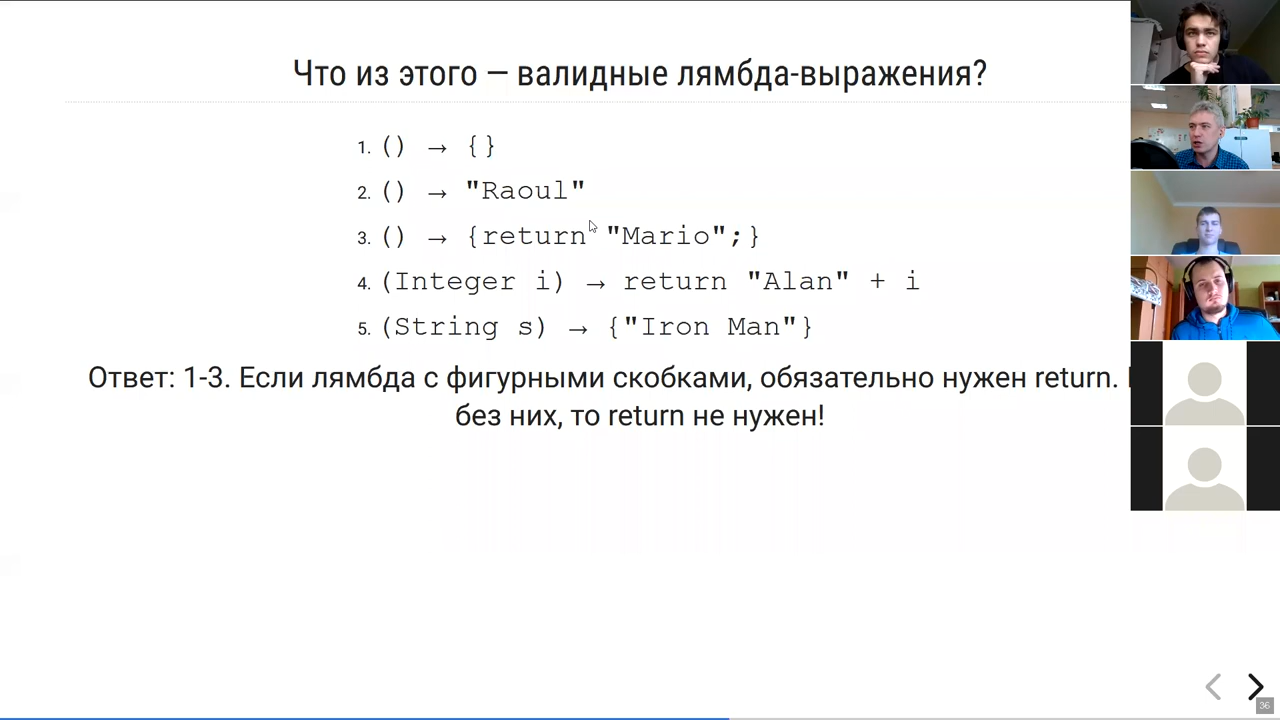 Что из этого — валидные лямбда-выражения?
1. () → {}
2. () → "Raoul"
3. () → {return "Mario";}
4. (Integer i) → return "Alan" + i
5. (String s) → {"Iron Man"}
Ответ: 1-3. Если лямбда с фигурными скобками, обязательно нужен return.
без них, то return не нужен!
36